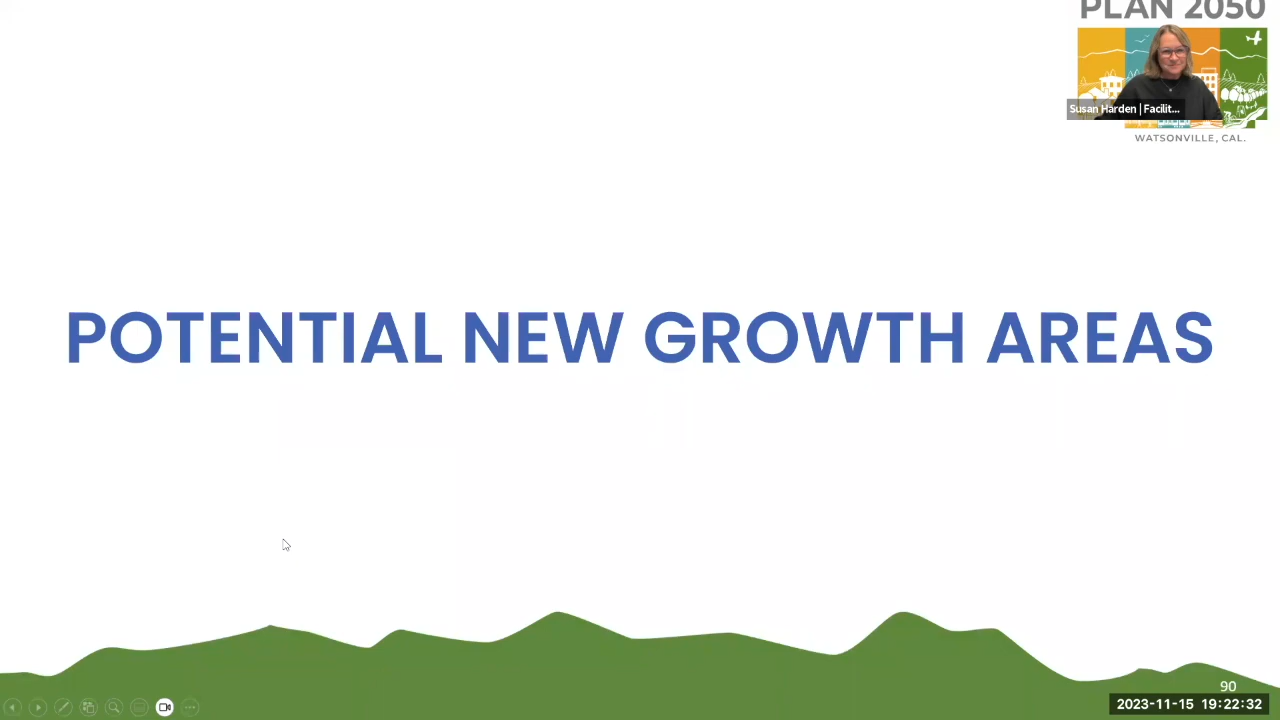 PLAN 2050
Susan Harden | Facilit...
WATSONVILLE, CAL.
POTENTIAL NEW GROWTH AREAS
90
2023-11-15 19:22:32